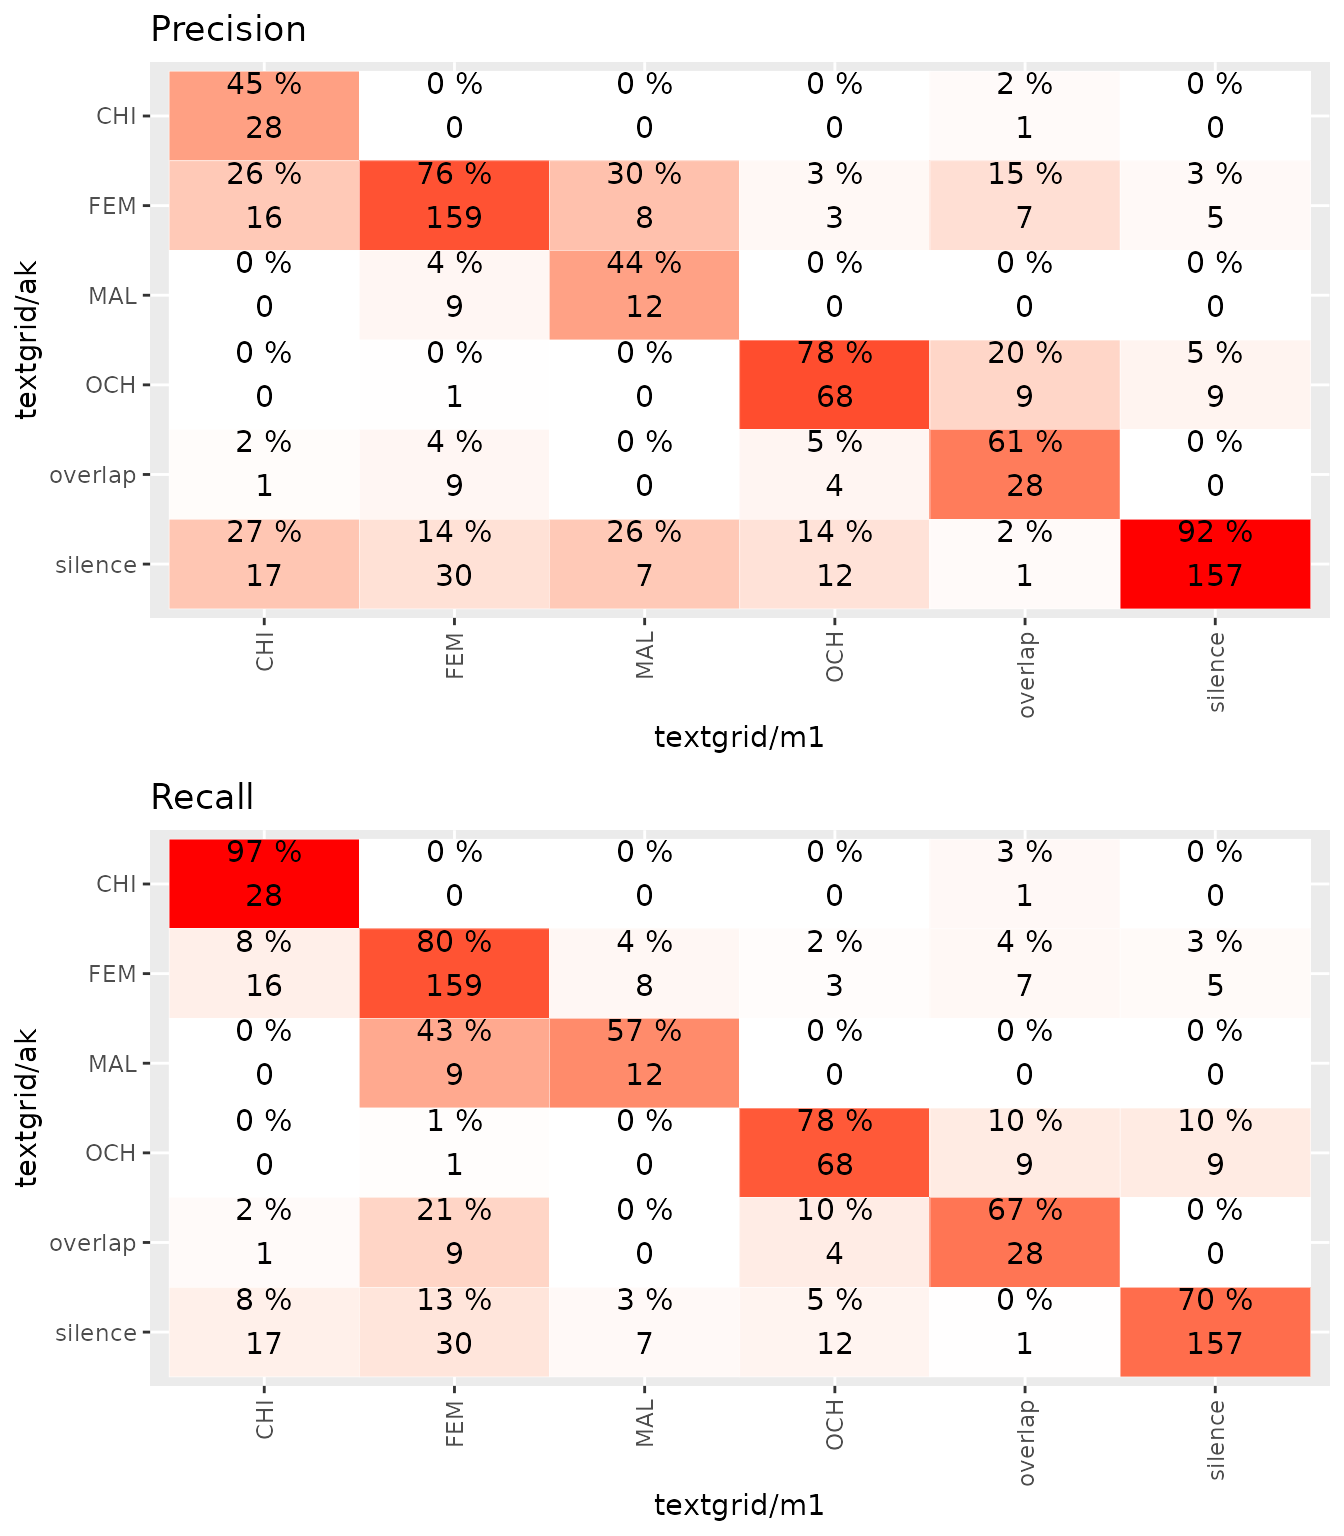 Precision
45 % 0 % 0 % 0 % 2 % 0 %
CHI
28 0 0 0 1 0
26 % 76 % 30 % 3 % 15 % 3 %
FEM
16 159 8 3 7 5
0 % 4 % 44 % 0 % 0 % 0 %
MAL
0 9 12 0 0 0
0 % 0 % 0 % 78 % 20 % 5 %
OCH
0 1 0 68 9 9
2 % 4 % 0 % 5 % 61 % 0 %
overlap
1 9 0 4 28 0
27 % 14 % 26 % 14 % 2 % 92 %
silence
17 30 7 12 1 157
textgrid/ak
CHI FEM MAL OCH overlap silence
textgrid/m1
Recall
97 % 0 % 0 % 0 % 3 % 0 %
CHI
28 0 0 0 1 0
8 % 80 % 4 % 2 % 4 % 3 %
FEM
16 159 8 3 7 5
0 % 43 % 57 % 0 % 0 % 0 %
MAL
0 9 12 0 0 0
0 % 1 % 0 % 78 % 10 % 10 %
OCH
0 1 0 68 9 9
2 % 21 % 0 % 10 % 67 % 0 %
overlap
1 9 0 4 28 0
8 % 13 % 3 % 5 % 0 % 70 %
silence
17 30 7 12 1 157
textgrid/ak
CHI FEM MAL OCH overlap silence
textgrid/m1